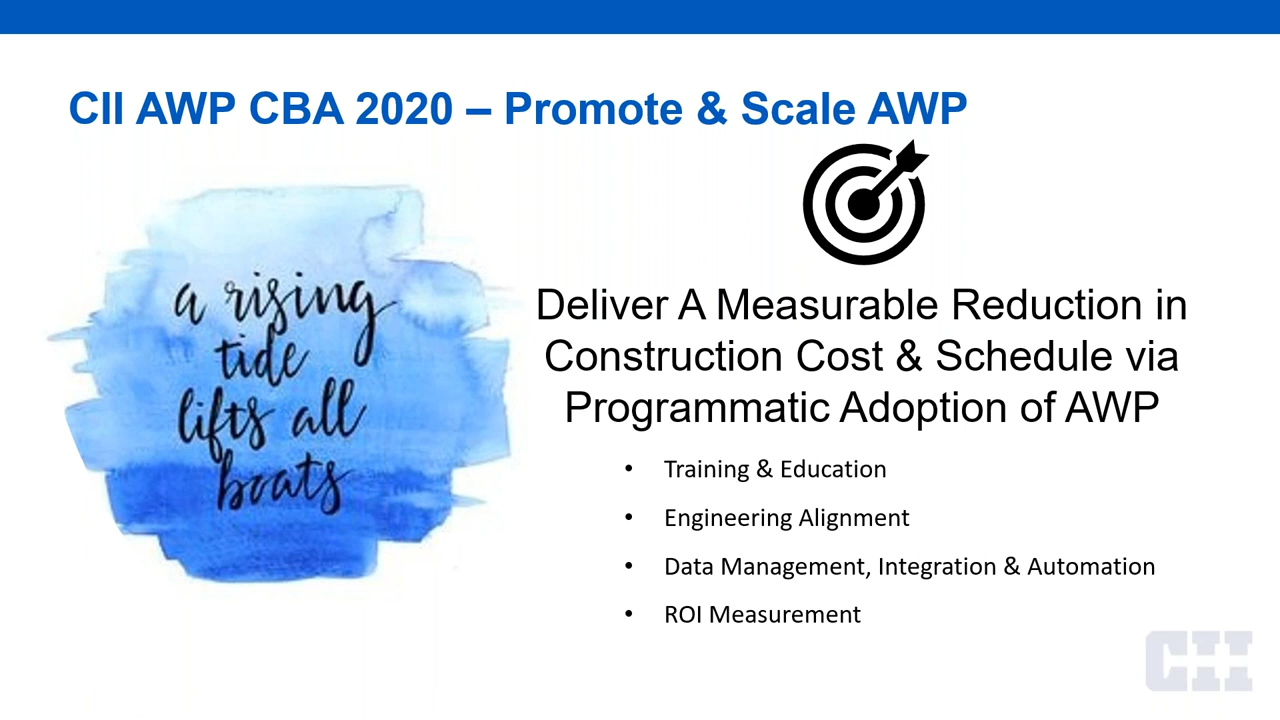 CII AWP CBA 2020 – Promote & Scale AWP
a rising
tide
lifts all
boats
Deliver A Measurable Reduction in
Construction Cost & Schedule via
Programmatic Adoption of AWP
• Training & Education
• Engineering Alignment
• Data Management, Integration & Automation
• ROI Measurement
CII